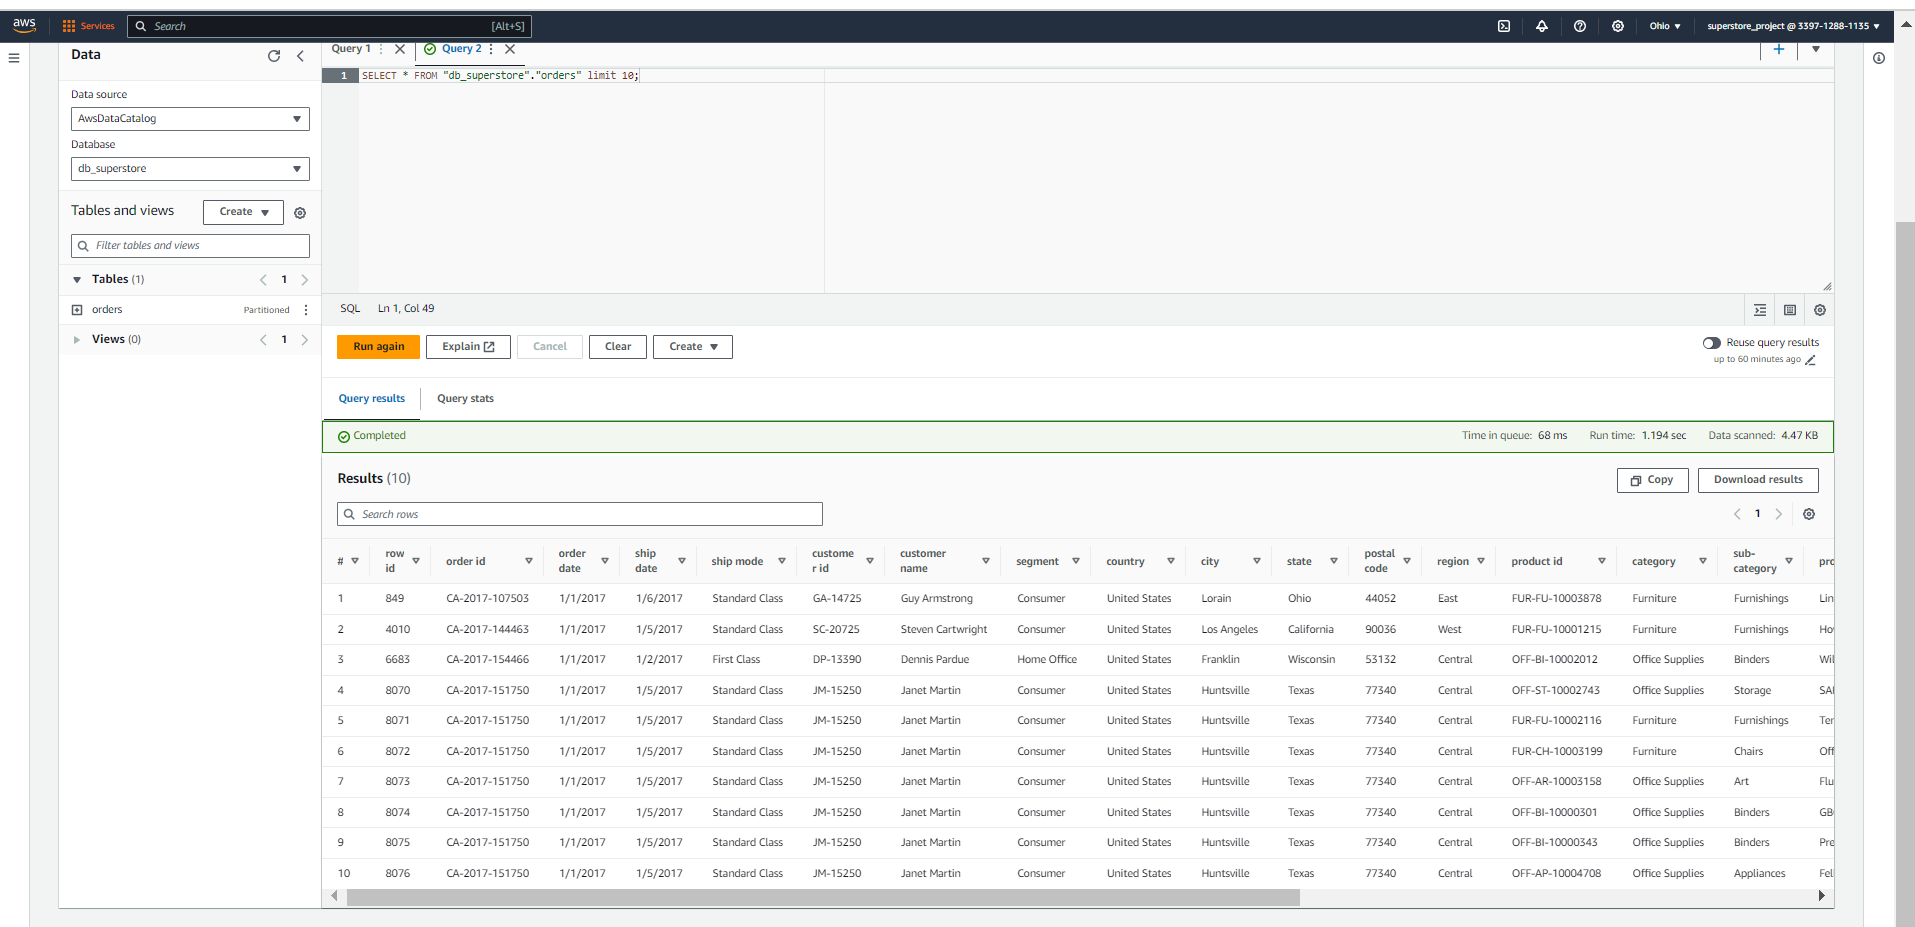 aws Services Search [Alt+S] Ohio superstore_project @ 3397-1288-1135
Data
Data source
AwsDataCatalog
Database
db_superstore
Tables and views Create
Filter tables and views
Tables (1) 1
orders Partitioned
Views (0) 1
Query 1 Query 2
1 SELECT * FROM "db_superstore"."orders" limit 10;
SQL Ln 1, Col 49
Run again Explain Cancel Clear Create
Reuse query results
up to 60 minutes ago
Query results Query stats
Completed Time in queue: 68 ms Run time: 1.194 sec Data scanned: 4.47 KB
Results (10) Copy Download results
Search rows 1
# row id order id order date ship date ship mode custome r id customer name segment country city state postal code region product id category sub-category pro
1 849 CA-2017-107503 1/1/2017 1/6/2017 Standard Class GA-14725 Guy Armstrong Consumer United States Lorain Ohio 44052 East FUR-FU-10003878 Furniture Furnishings Lin
2 4010 CA-2017-144463 1/1/2017 1/5/2017 Standard Class SC-20725 Steven Cartwright Consumer United States Los Angeles California 90036 West FUR-FU-10001215 Furniture Furnishings Ho
3 6683 CA-2017-154466 1/1/2017 1/2/2017 First Class DP-13390 Dennis Pardue Home Office United States Franklin Wisconsin 53132 Central OFF-BI-10002012 Office Supplies Binders Wil
4 8070 CA-2017-151750 1/1/2017 1/5/2017 Standard Class JM-15250 Janet Martin Consumer United States Huntsville Texas 77340 Central OFF-ST-10002743 Office Supplies Storage SAI
5 8071 CA-2017-151750 1/1/2017 1/5/2017 Standard Class JM-15250 Janet Martin Consumer United States Huntsville Texas 77340 Central FUR-FU-10002116 Furniture Furnishings Ter
6 8072 CA-2017-151750 1/1/2017 1/5/2017 Standard Class JM-15250 Janet Martin Consumer United States Huntsville Texas 77340 Central FUR-CH-10003199 Furniture Chairs Off
7 8073 CA-2017-151750 1/1/2017 1/5/2017 Standard Class JM-15250 Janet Martin Consumer United States Huntsville Texas 77340 Central OFF-AR-10003158 Office Supplies Art Flu
8 8074 CA-2017-151750 1/1/2017 1/5/2017 Standard Class JM-15250 Janet Martin Consumer United States Huntsville Texas 77340 Central OFF-BI-10000301 Office Supplies Binders GB
9 8075 CA-2017-151750 1/1/2017 1/5/2017 Standard Class JM-15250 Janet Martin Consumer United States Huntsville Texas 77340 Central OFF-BI-10000343 Office Supplies Binders Pre
10 8076 CA-2017-151750 1/1/2017 1/5/2017 Standard Class JM-15250 Janet Martin Consumer United States Huntsville Texas 77340 Central OFF-AP-10004708 Office Supplies Appliances Fel